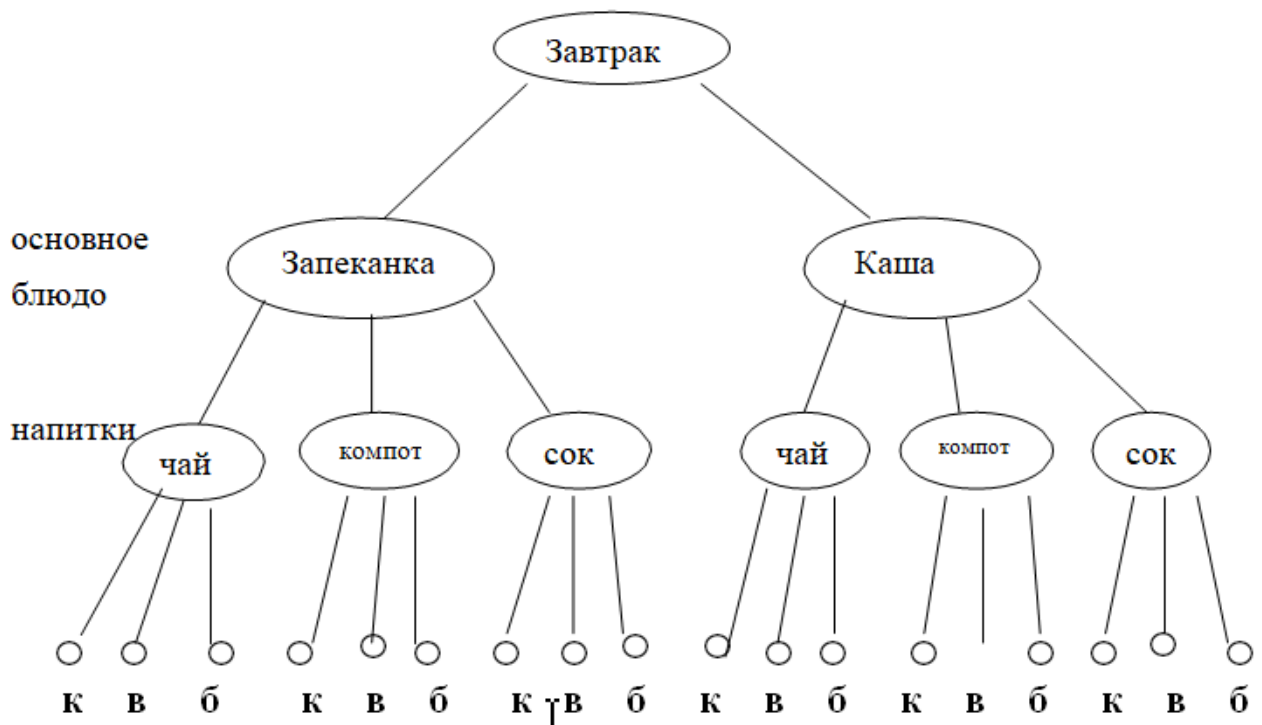 Завтрак
основное
блюдо
Запеканка
Каша
напитки
чай
компот
сок
чай
компот
сок
к в б к в б к в б к в б к в б к в б